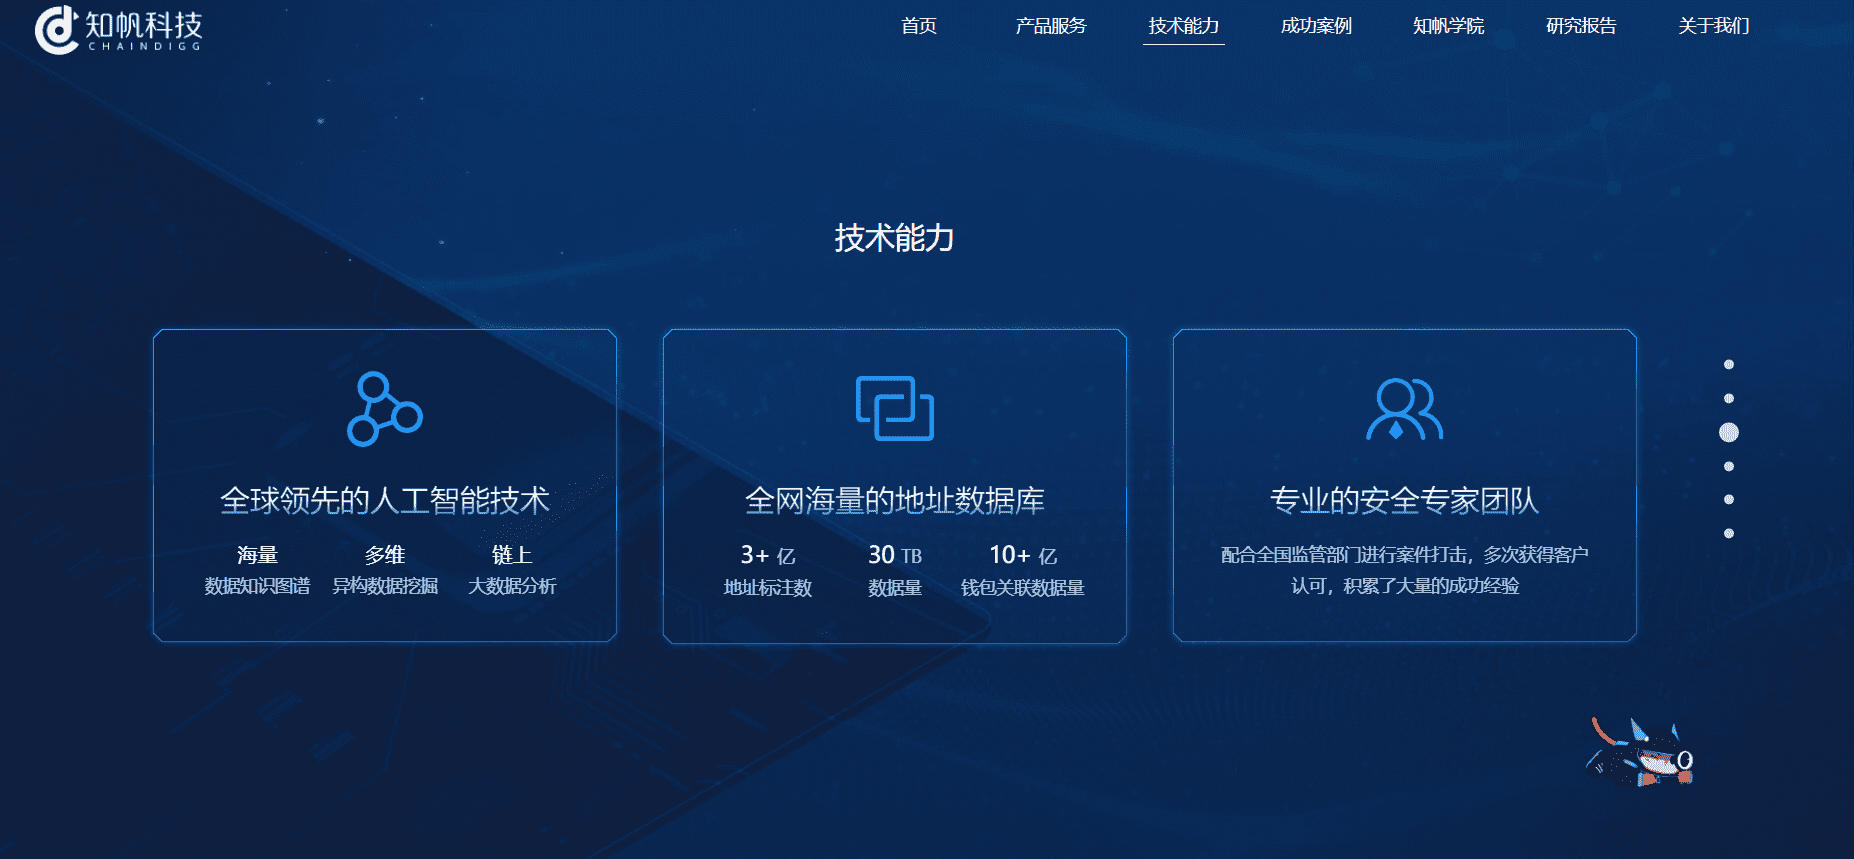 知帆科技
CHAINDIGG
首页 产品服务 技术能力 成功案例 知帆学院 研究报告 关于我们
技术能力
全球领先的人工智能技术
海量 多维 链上
数据知识图谱 异构数据挖掘 大数据分析
全网海量的地址数据库
3+ 亿 30 TB 10+ 亿
地址标注数 数据量 钱包关联数据量
专业的安全专家团队
配合全国监管部门进行案件打击，多次获得客户
认可，积累了大量的成功经验